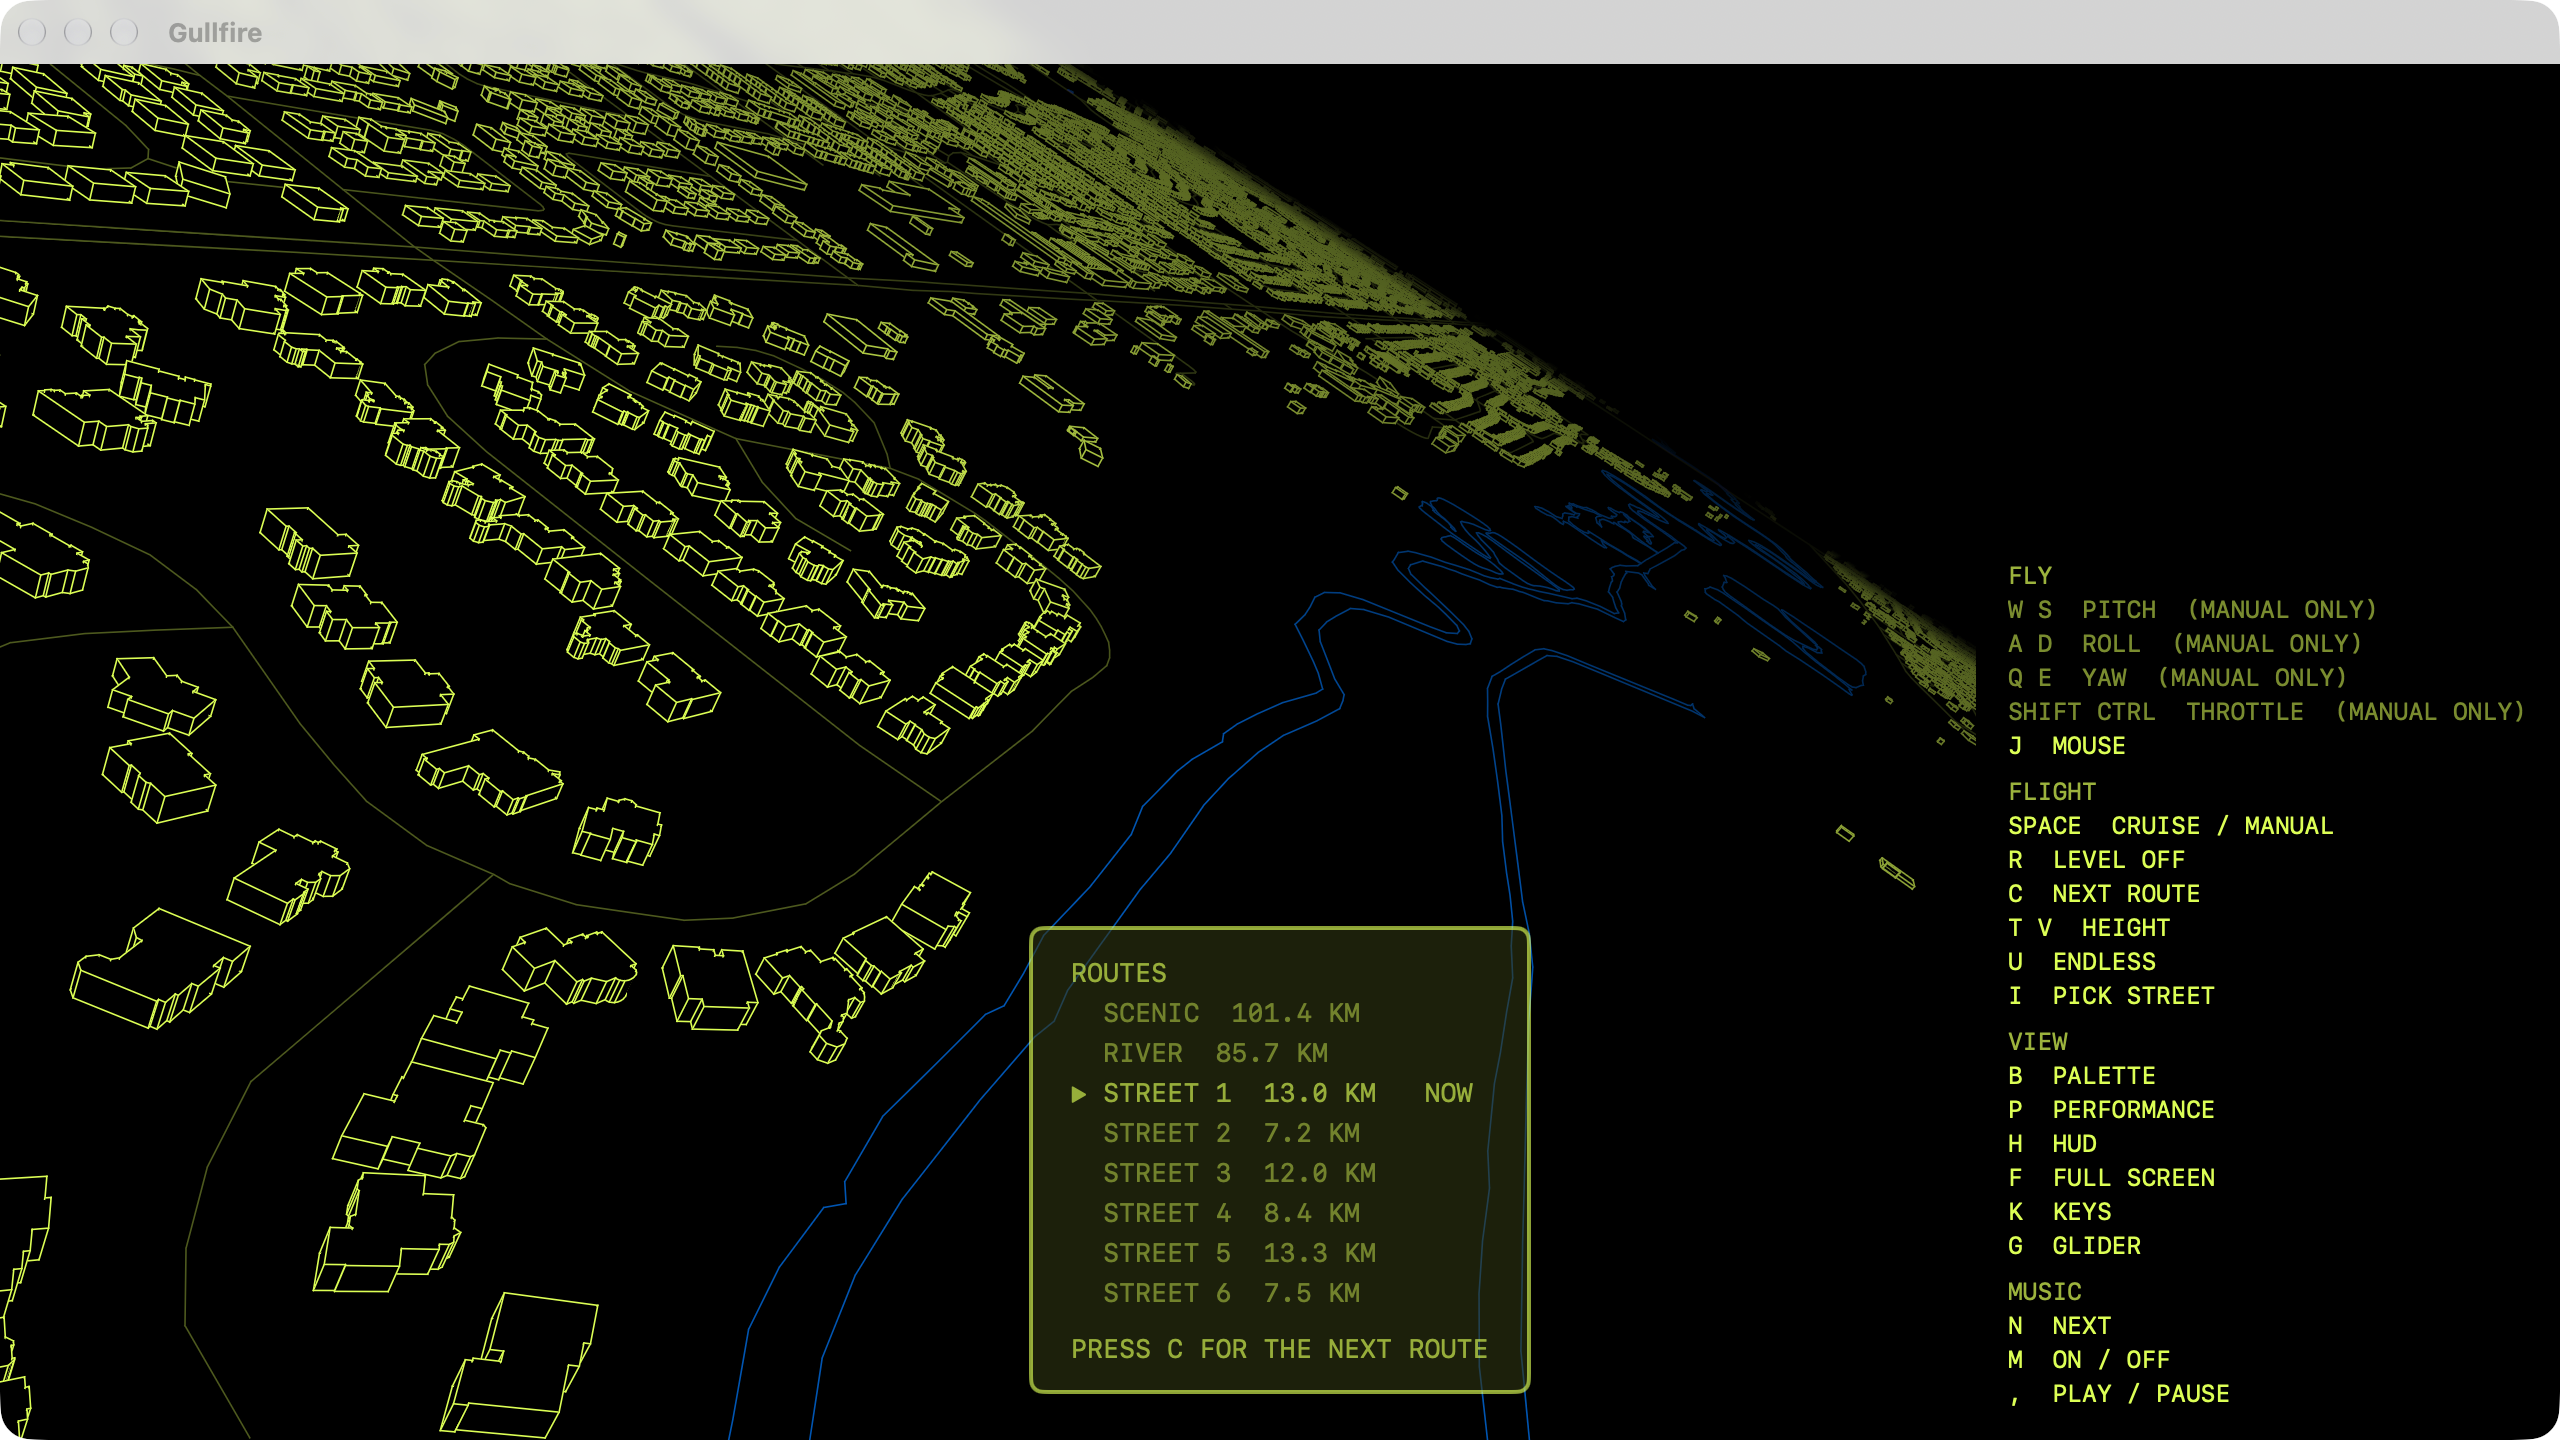 Gullfire
FLY
W S PITCH (MANUAL ONLY)
A D ROLL (MANUAL ONLY)
Q E YAW (MANUAL ONLY)
SHIFT CTRL THROTTLE (MANUAL ONLY)
J MOUSE
FLIGHT
SPACE CRUISE / MANUAL
R LEVEL OFF
C NEXT ROUTE
T V HEIGHT
U ENDLESS
I PICK STREET
VIEW
B PALETTE
P PERFORMANCE
H HUD
F FULL SCREEN
K KEYS
G GLIDER
MUSIC
N NEXT
M ON / OFF
, PLAY / PAUSE
ROUTES
SCENIC 101.4 KM
RIVER 85.7 KM
▶ STREET 1 13.0 KM NOW
STREET 2 7.2 KM
STREET 3 12.0 KM
STREET 4 8.4 KM
STREET 5 13.3 KM
STREET 6 7.5 KM
PRESS C FOR THE NEXT ROUTE